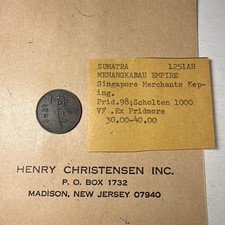 SUMATRA 1251AH
MENANGKABAU EMPIRE
Singapore Merchants Kep-
ing.
Prid.98;Scholten 1000
VF .Ex Pridmore
30.00-40.00
HENRY CHRISTENSEN INC.
P. O. BOX 1732
MADISON, NEW JERSEY 07940